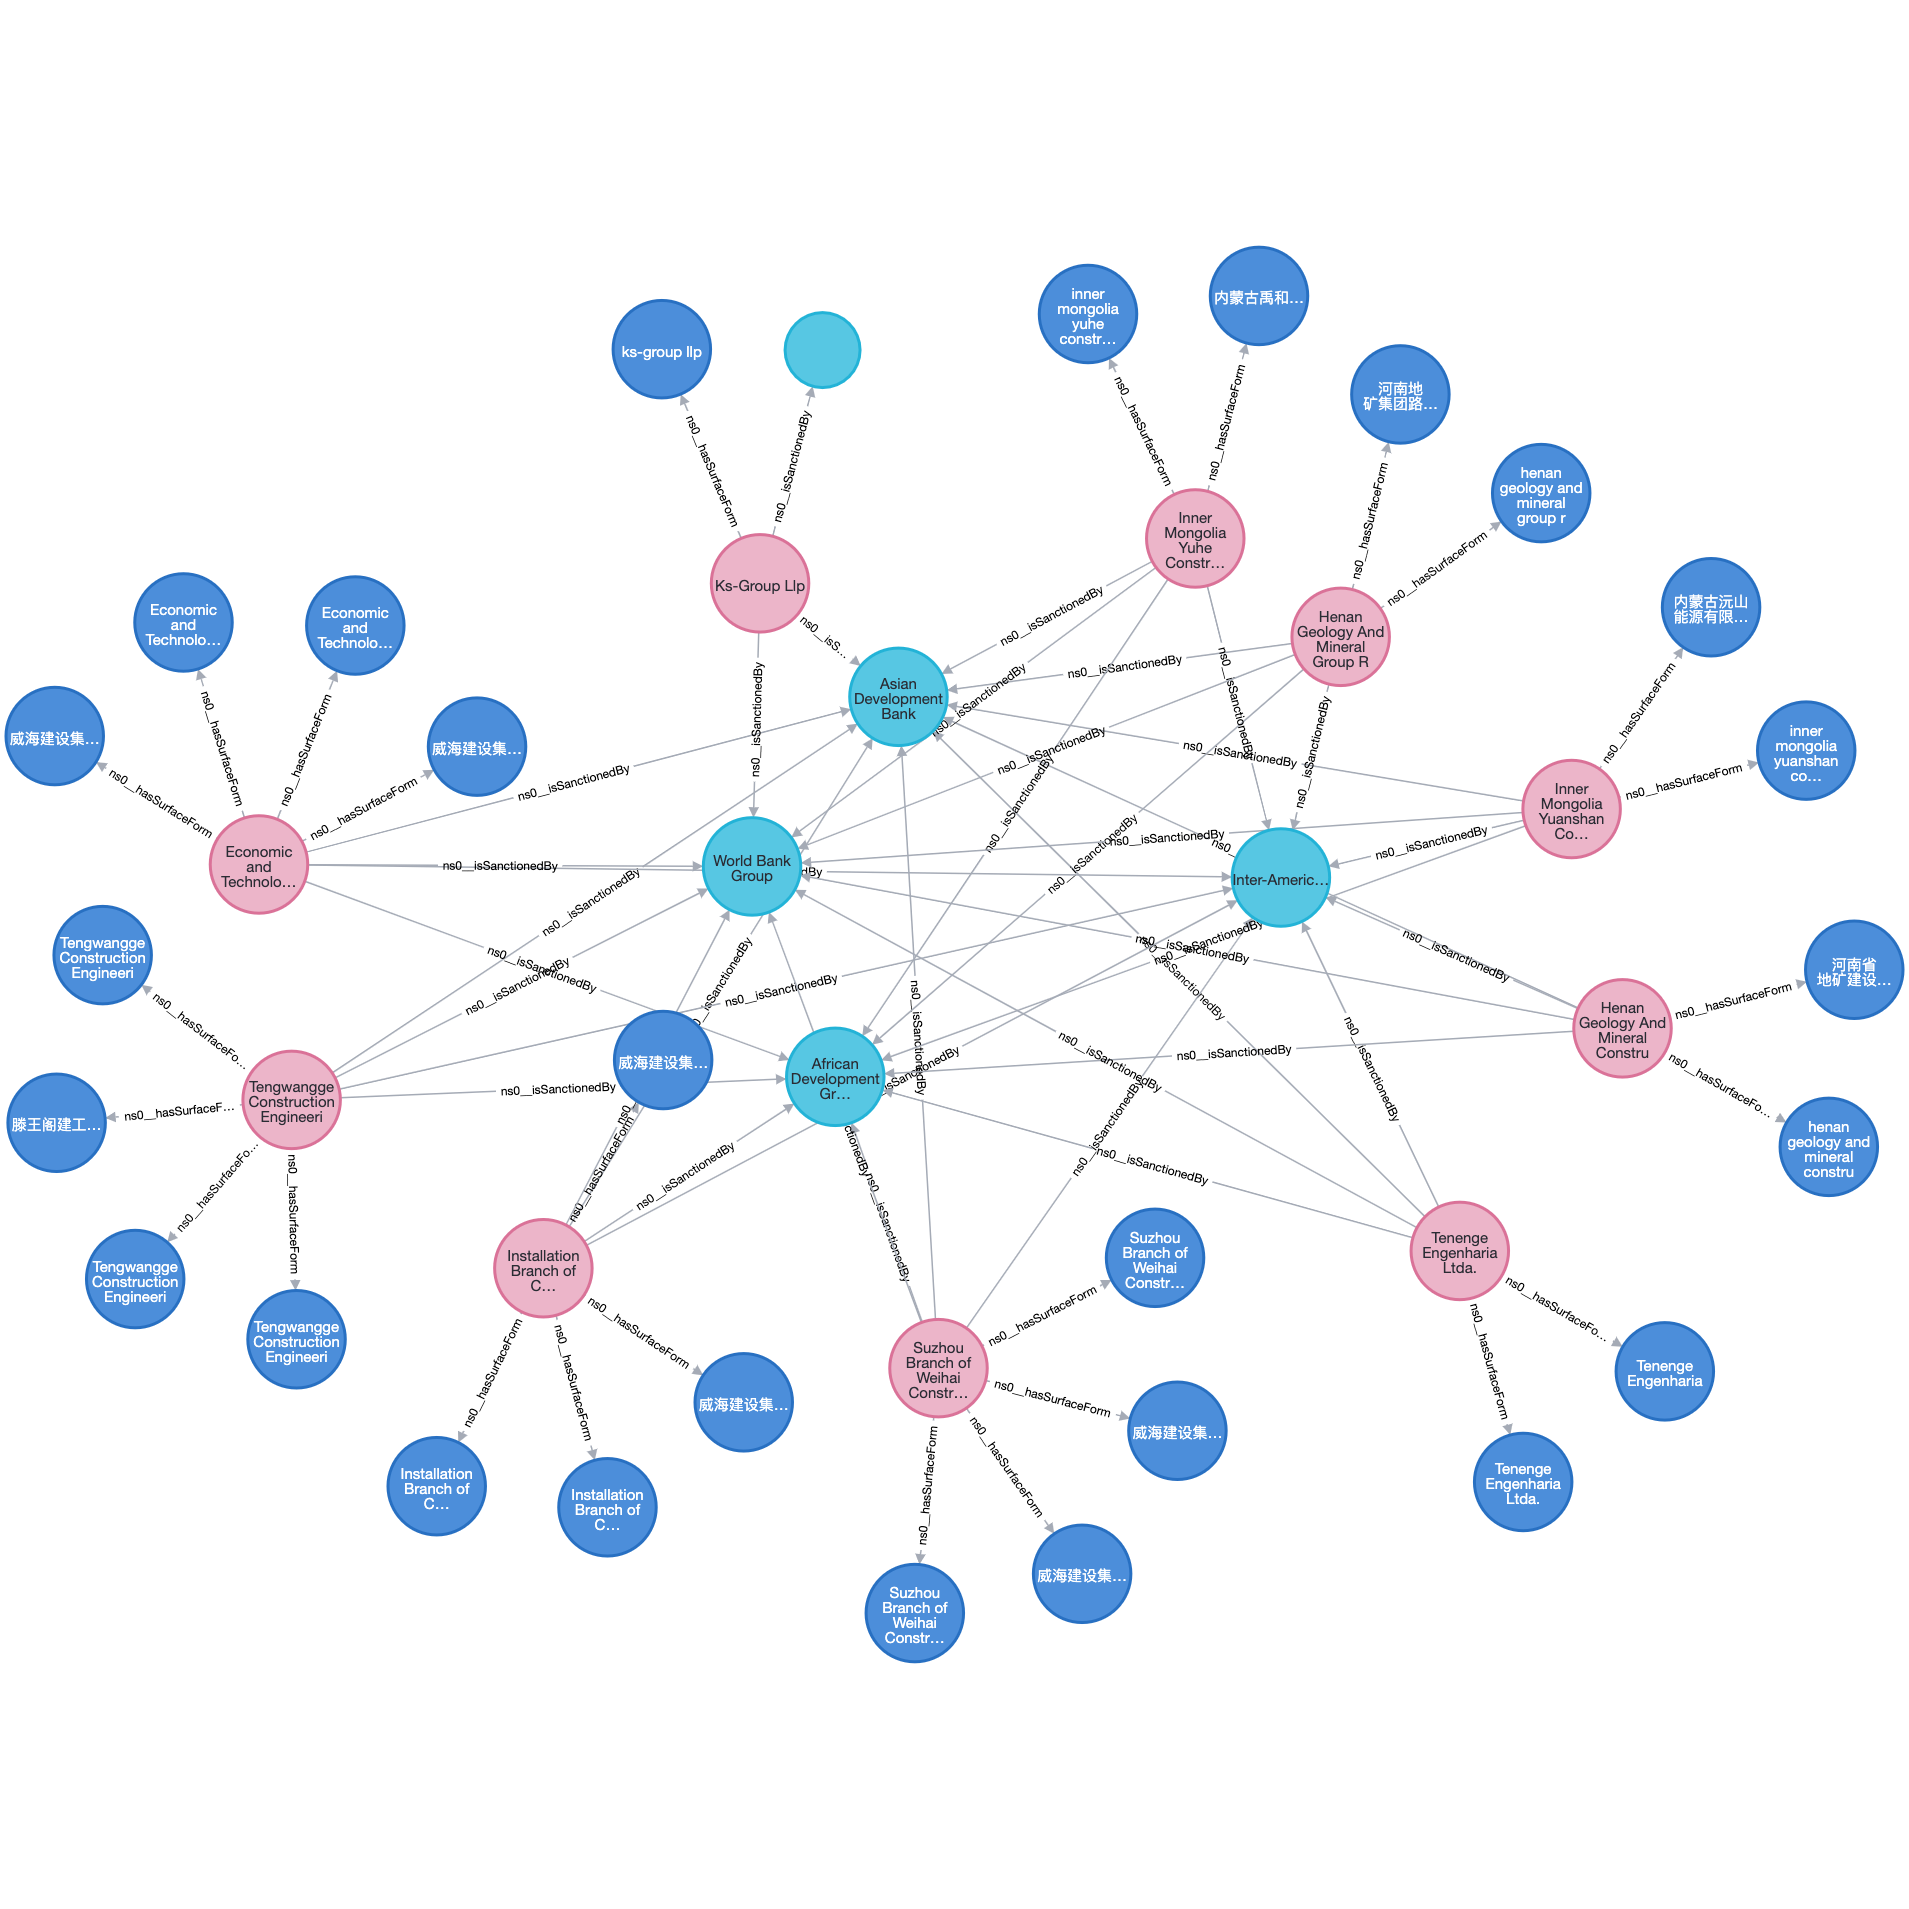 inner
mongolia
yuhe
constr…
内蒙古禹和…
ks-group llp
河南地
矿集团路…
henan
geology and
mineral
group r
ns0__hasSurfaceForm
ns0__hasSurfaceForm
ns0__hasSurfaceForm
ns0__isSanctionedBy
ns0__hasSurfaceForm
ns0__hasSurfaceForm
Inner
Mongolia
Yuhe
Constr…
Ks-Group Llp
Henan
Geology And
Mineral
Group R
内蒙古沅山
能源有限…
Economic
and
Technolo…
Economic
and
Technolo…
ns0__isS…
ns0__isSanctionedBy
ns0__isSanctionedBy
ns0__isSanctionedBy
ns0__isSanctionedBy
ns0__isSanctionedBy
ns0__hasSurfaceForm
Asian
Development
Bank
威海建设集…
威海建设集…
ns0__hasSurfaceForm
ns0__hasSurfaceForm
inner
mongolia
yuanshan
co…
ns0__isSanctionedBy
ns0__isSanctionedBy
ns0__isSanctionedBy
ns0__isSanctionedBy
ns0__hasSurfaceForm
ns0__hasSurfaceForm
ns0__hasSurfaceForm
ns0__isSanctionedBy
ns0__isSanctionedBy
ns0__isSanctionedBy
Inner
Mongolia
Yuanshan
Co…
ns0__isSanctionedBy
ns0__isSanctionedBy
ns0_
Economic
and
Technolo…
ns0__isSanctionedBy
World Bank
Group
By
Inter-Americ…
ns0__isSanctionedBy
ns0__isSanctionedBy
ns0__isSanctionedBy
ns0__isSanctionedBy
ns0__isSanctionedBy
Tengwangge
Construction
Engineeri
河南省
地矿建设…
ns0__isSanctionedBy
ns0__isSanctionedBy
ns0__isSanctionedBy
ns0__isSanctionedBy
ns0__hasSurfaceFo…
ns0__hasSurfaceForm
Henan
Geology And
Mineral
Constru
威海建设集…
African
Development
Gr…
ns0__isSanctionedBy
ns0__isSanctionedBy
ns0__isSanctionedBy
ns0__isSanctionedBy
sSanctionedBy
ns0__hasSurfaceFo…
Tengwangge
Construction
Engineeri
ns0__isSanctionedBy
滕王阁建工…
ns0__hasSurfaceF…
henan
geology and
mineral
constru
ns0__hasSurfaceFo…
ns0__hasSurfaceForm
ns0
ns0__hasSurfaceForm
ns0__isSanctionedBy
ctionedBy
ns0__isSanctionedBy
ns0__isSanctionedBy
ns0__isSanctionedBy
Tengwangge
Construction
Engineeri
Installation
Branch of
C…
Suzhou
Branch of
Weihai
Constr…
Tenenge
Engenharia
Ltda.
Tengwangge
Construction
Engineeri
ns0__hasSurfaceForm
ns0__hasSurfaceForm
ns0__hasSurfaceForm
ns0__hasSurfaceForm
ns0__hasSurfaceFo…
ns0__hasSurfaceForm
Suzhou
Branch of
Weihai
Constr…
Tenenge
Engenharia
威海建设集…
ns0__hasSurfaceForm
威海建设集…
ns0__hasSurfaceForm
ns0__hasSurfaceForm
Installation
Branch of
C…
Installation
Branch of
C…
Tenenge
Engenharia
Ltda.
威海建设集…
Suzhou
Branch of
Weihai
Constr…